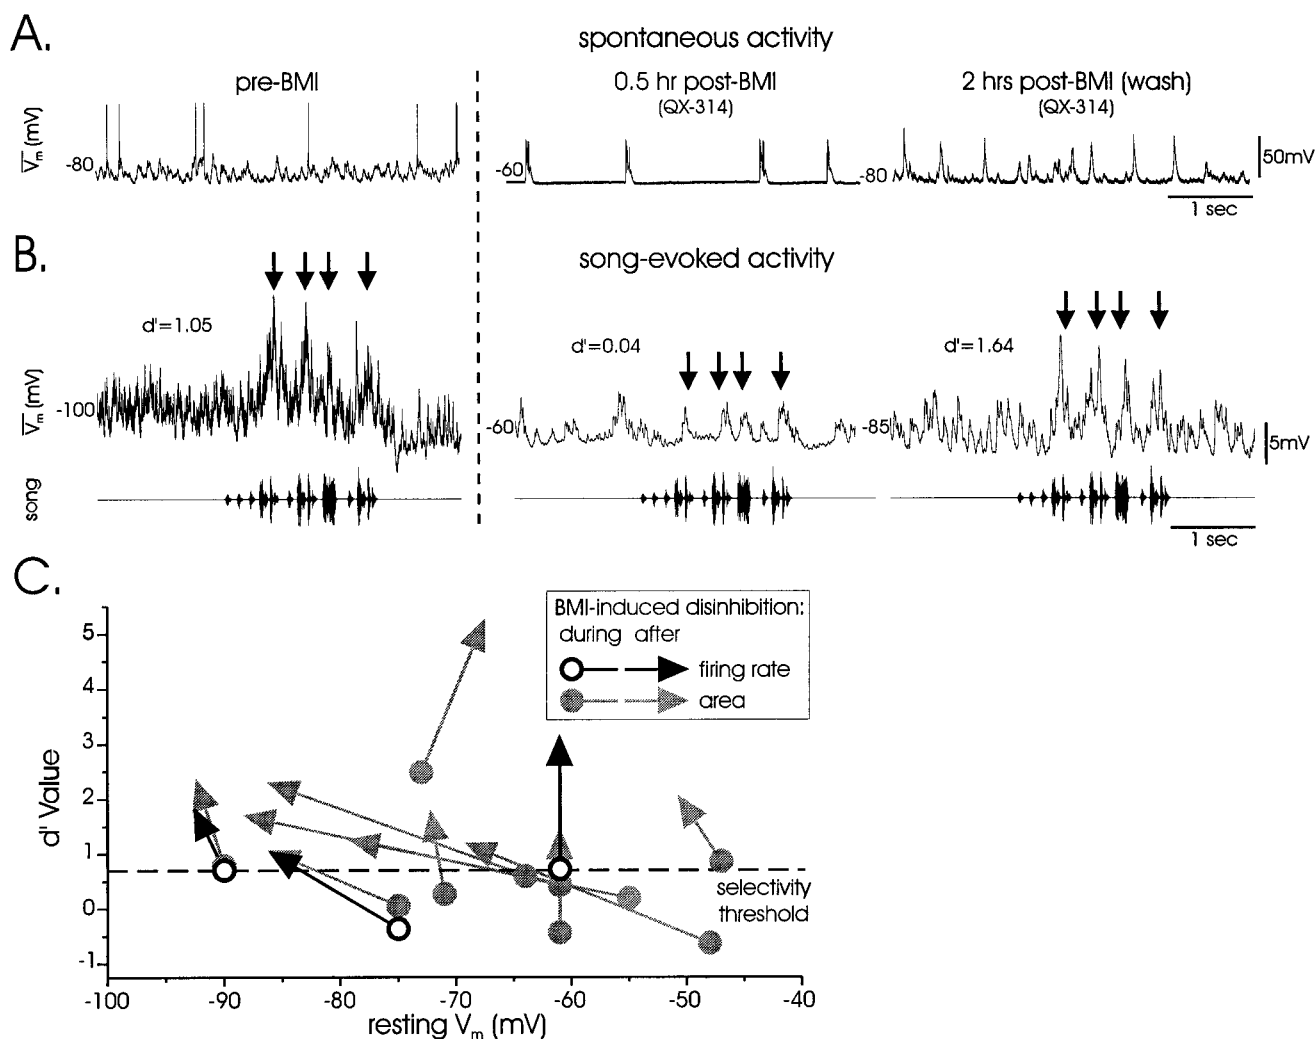 A.
spontaneous activity
pre-BMI
0.5 hr post-BMI
(QX-314)
2 hrs post-BMI (wash)
(QX-314)
Vm (mV)
-80
-60
-80
50mV
1 sec
B.
song-evoked activity
d'=1.05
d'=0.04
d'=1.64
Vm (mV)
-100
-60
-85
5mV
song
1 sec
C.
BMI-induced disinhibition:
during after
firing rate
area
d' Value
5
4
3
2
1
0
-1
selectivity
threshold
-100
-90
-80
-70
-60
-50
-40
resting Vm (mV)